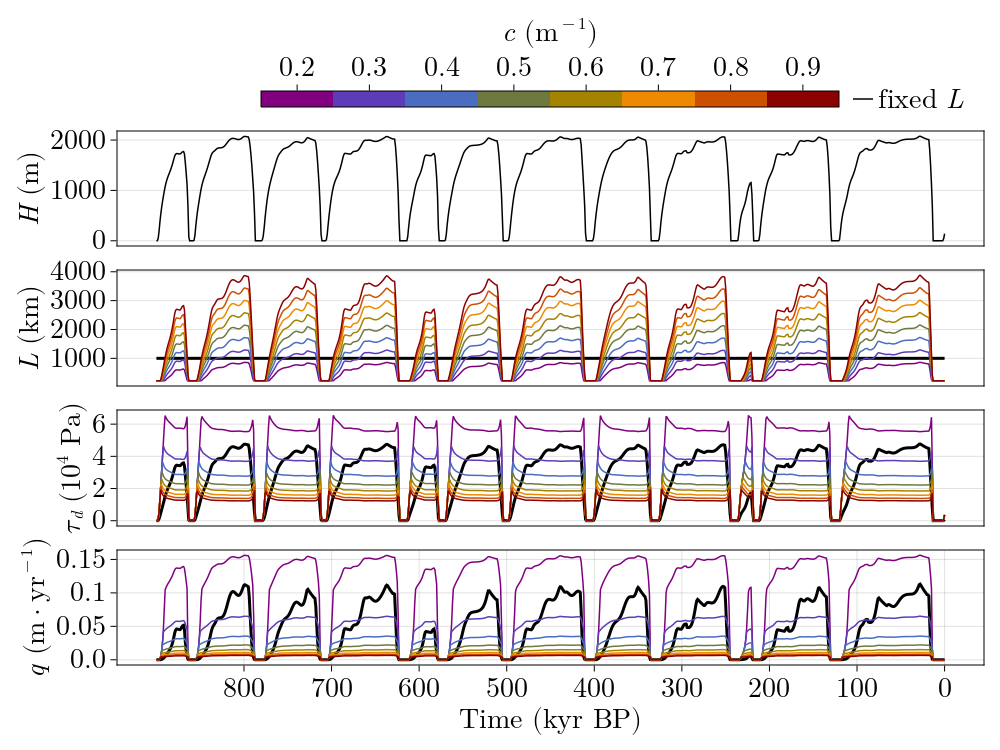 c (m⁻¹)
0.2 0.3 0.4 0.5 0.6 0.7 0.8 0.9
fixed L
H (m)
2000
1000
0
L (km)
4000
3000
2000
1000
τ_d (10⁴ Pa)
6
4
2
0
q (m · yr⁻¹)
0.15
0.1
0.05
0.0
800 700 600 500 400 300 200 100 0
Time (kyr BP)